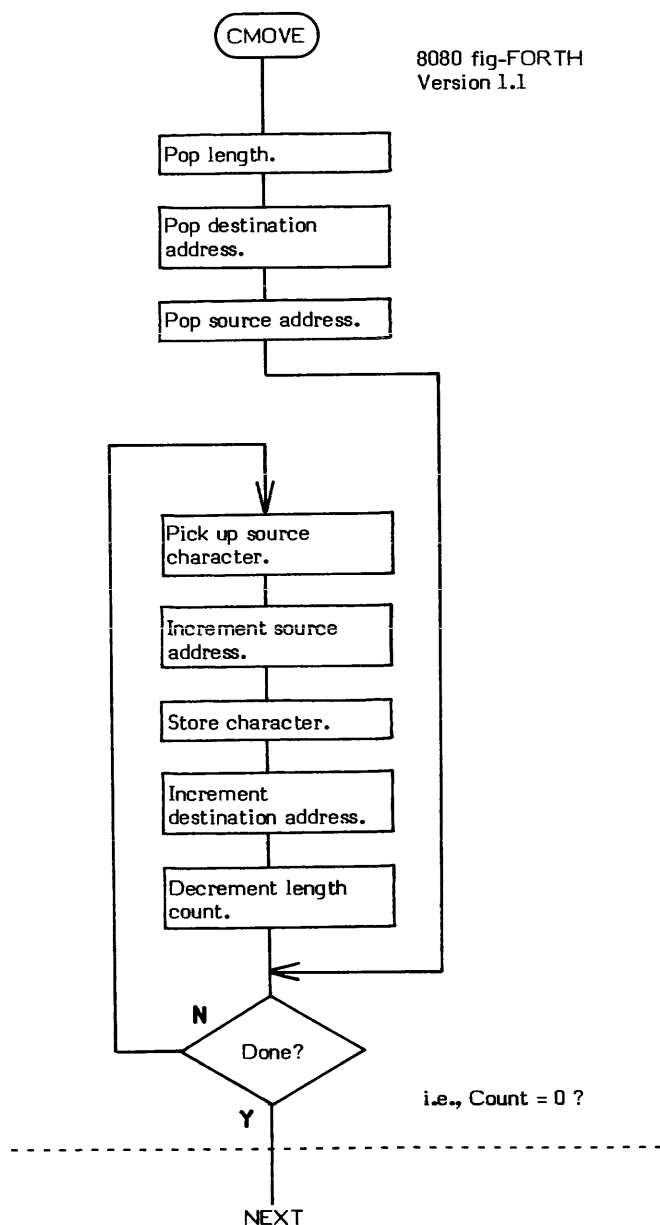 CMOVE
8080 fig-FORTH
Version 1.1
Pop length.
Pop destination
address.
Pop source address.
Pick up source
character.
Increment source
address.
Store character.
Increment
destination address.
Decrement length
count.
N
Done?
Y
i.e., Count = 0 ?
NEXT